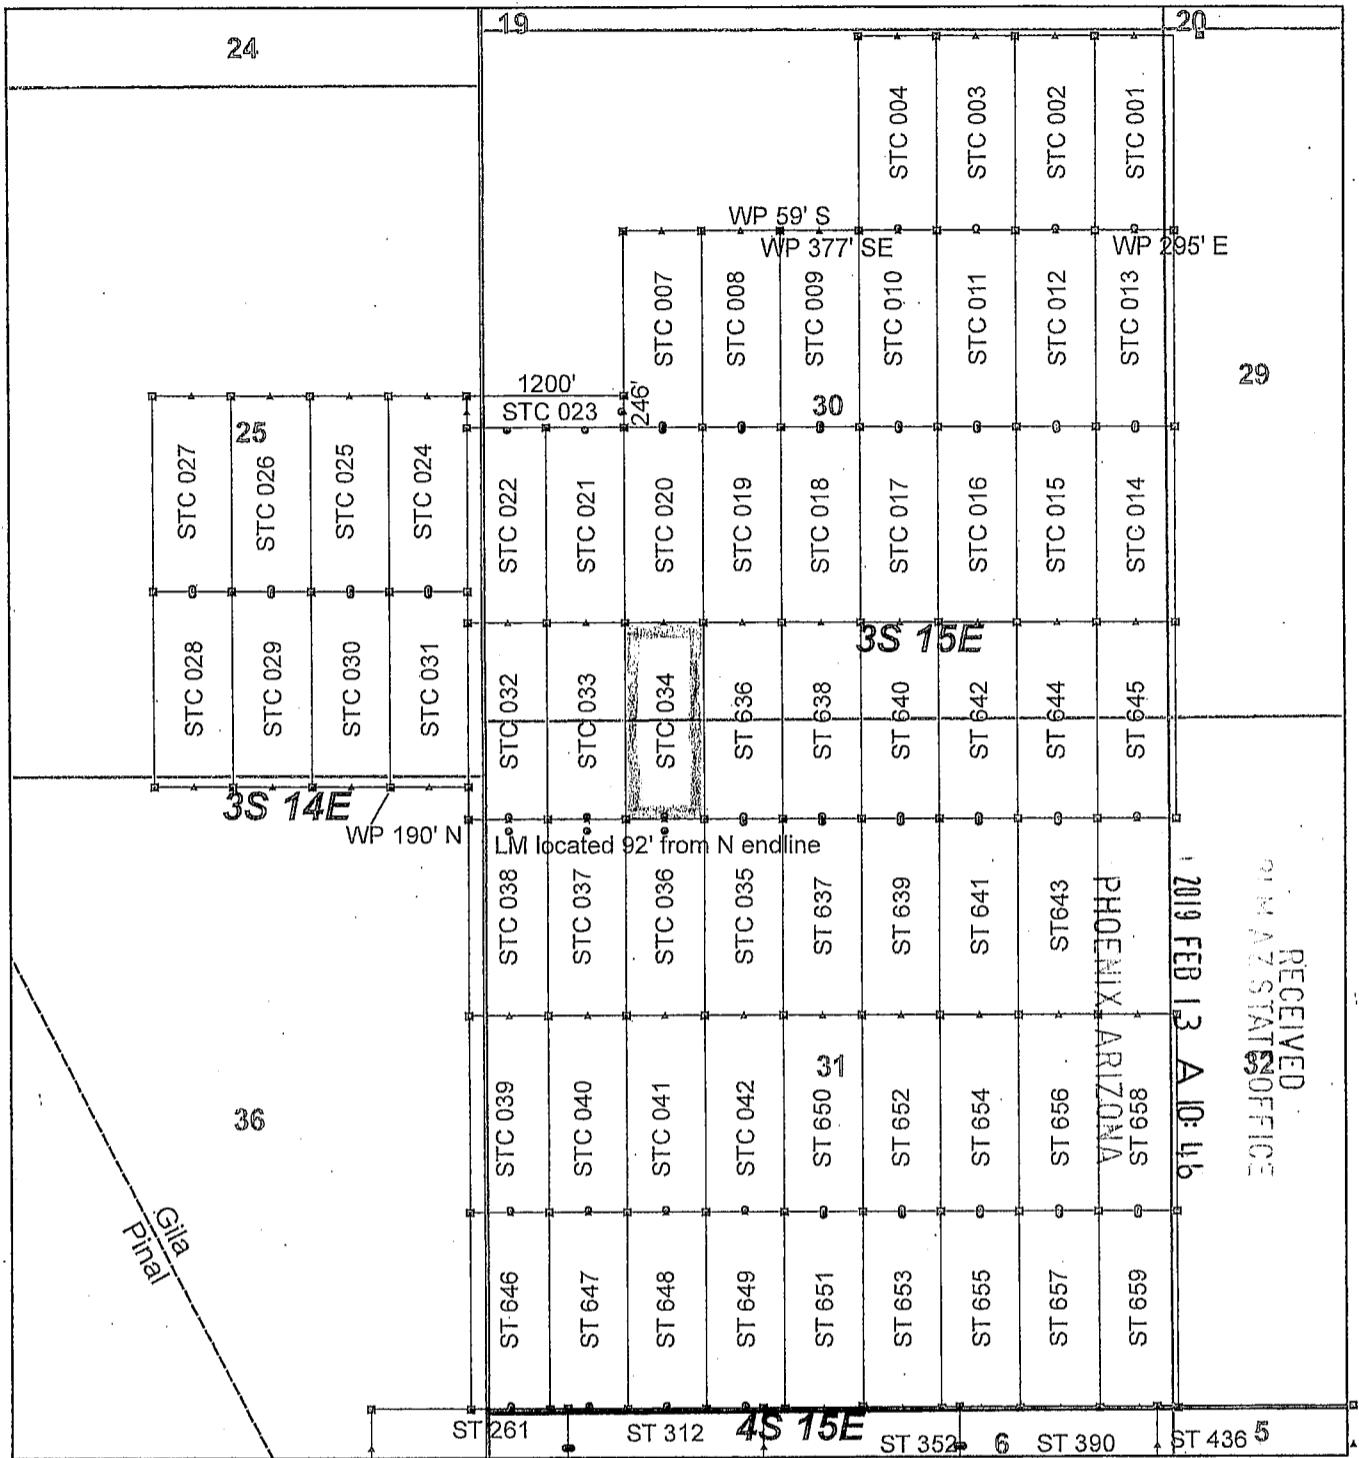 19
20
24
STC 004
STC 003
STC 002
STC 001
WP 59' S
WP 377' SE
WP 295' E
STC 007
STC 008
STC 009
STC 010
STC 011
STC 012
STC 013
29
1200'
246'
STC 023
30
25
STC 027
STC 026
STC 025
STC 024
STC 022
STC 021
STC 020
STC 019
STC 018
STC 017
STC 016
STC 015
STC 014
3S 15E
STC 028
STC 029
STC 030
STC 031
STC 032
STC 033
STC 034
ST 636
ST 638
ST 640
ST 642
ST 644
ST 645
3S 14E
WP 190' N
LM located 92' from N endline
STC 038
STC 037
STC 036
STC 035
ST 637
ST 639
ST 641
ST643
RECEIVED
AZ STATE OFFICE
2019 FEB 13 A 10:46
PHOENIX ARIZONA
31
32
36
STC 039
STC 040
STC 041
STC 042
ST 650
ST 652
ST 654
ST 656
ST 658
Gila
Pinal
ST 646
ST 647
ST 648
ST 649
ST 651
ST 653
ST 655
ST 657
ST 659
4S 15E
ST 261
ST 312
ST 352
6
ST 390
ST 436
5